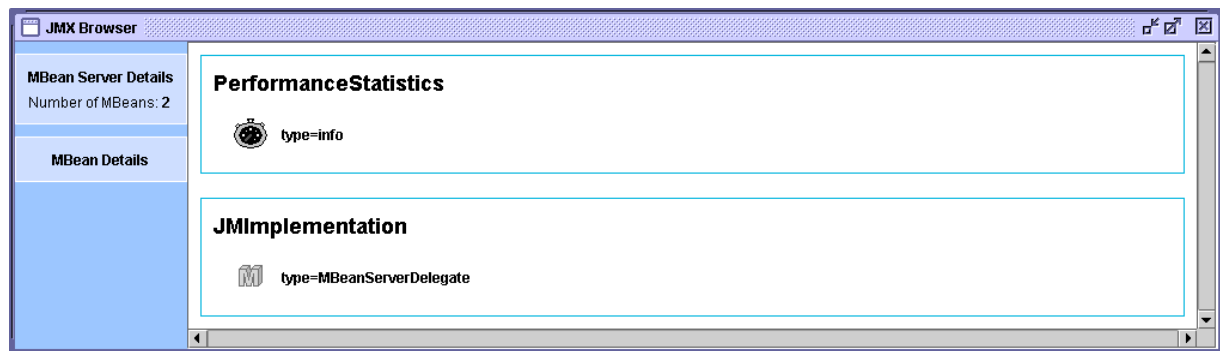 JMX Browser
MBean Server Details
Number of MBeans: 2
MBean Details
PerformanceStatistics
type=info
JMImplementation
M
type=MBeanServerDelegate